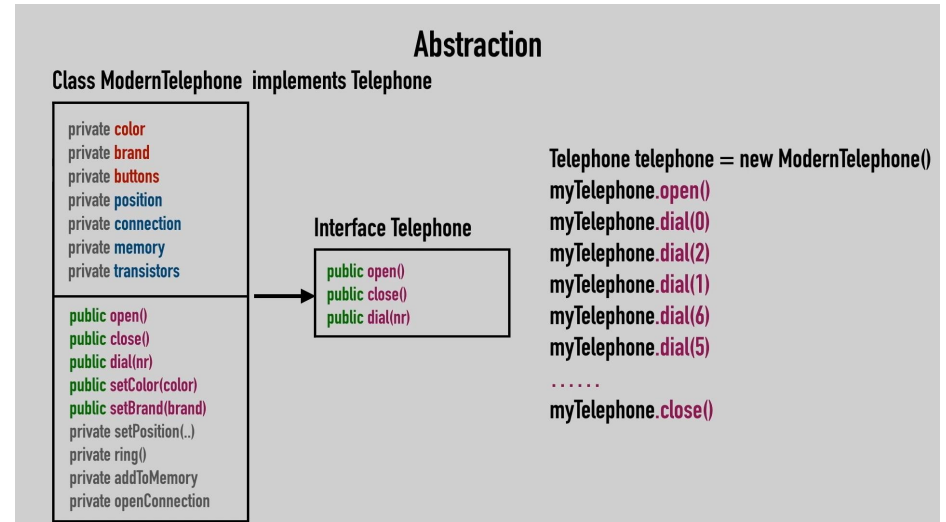 Abstraction
Class ModernTelephone implements Telephone
private color
private brand
private buttons
private position
private connection
private memory
private transistors
public open()
public close()
public dial(nr)
public setColor(color)
public setBrand(brand)
private setPosition(..)
private ring()
private addToMemory
private openConnection
Interface Telephone
public open()
public close()
public dial(nr)
Telephone telephone = new ModernTelephone()
myTelephone.open()
myTelephone.dial(0)
myTelephone.dial(2)
myTelephone.dial(1)
myTelephone.dial(6)
myTelephone.dial(5)
......
myTelephone.close()